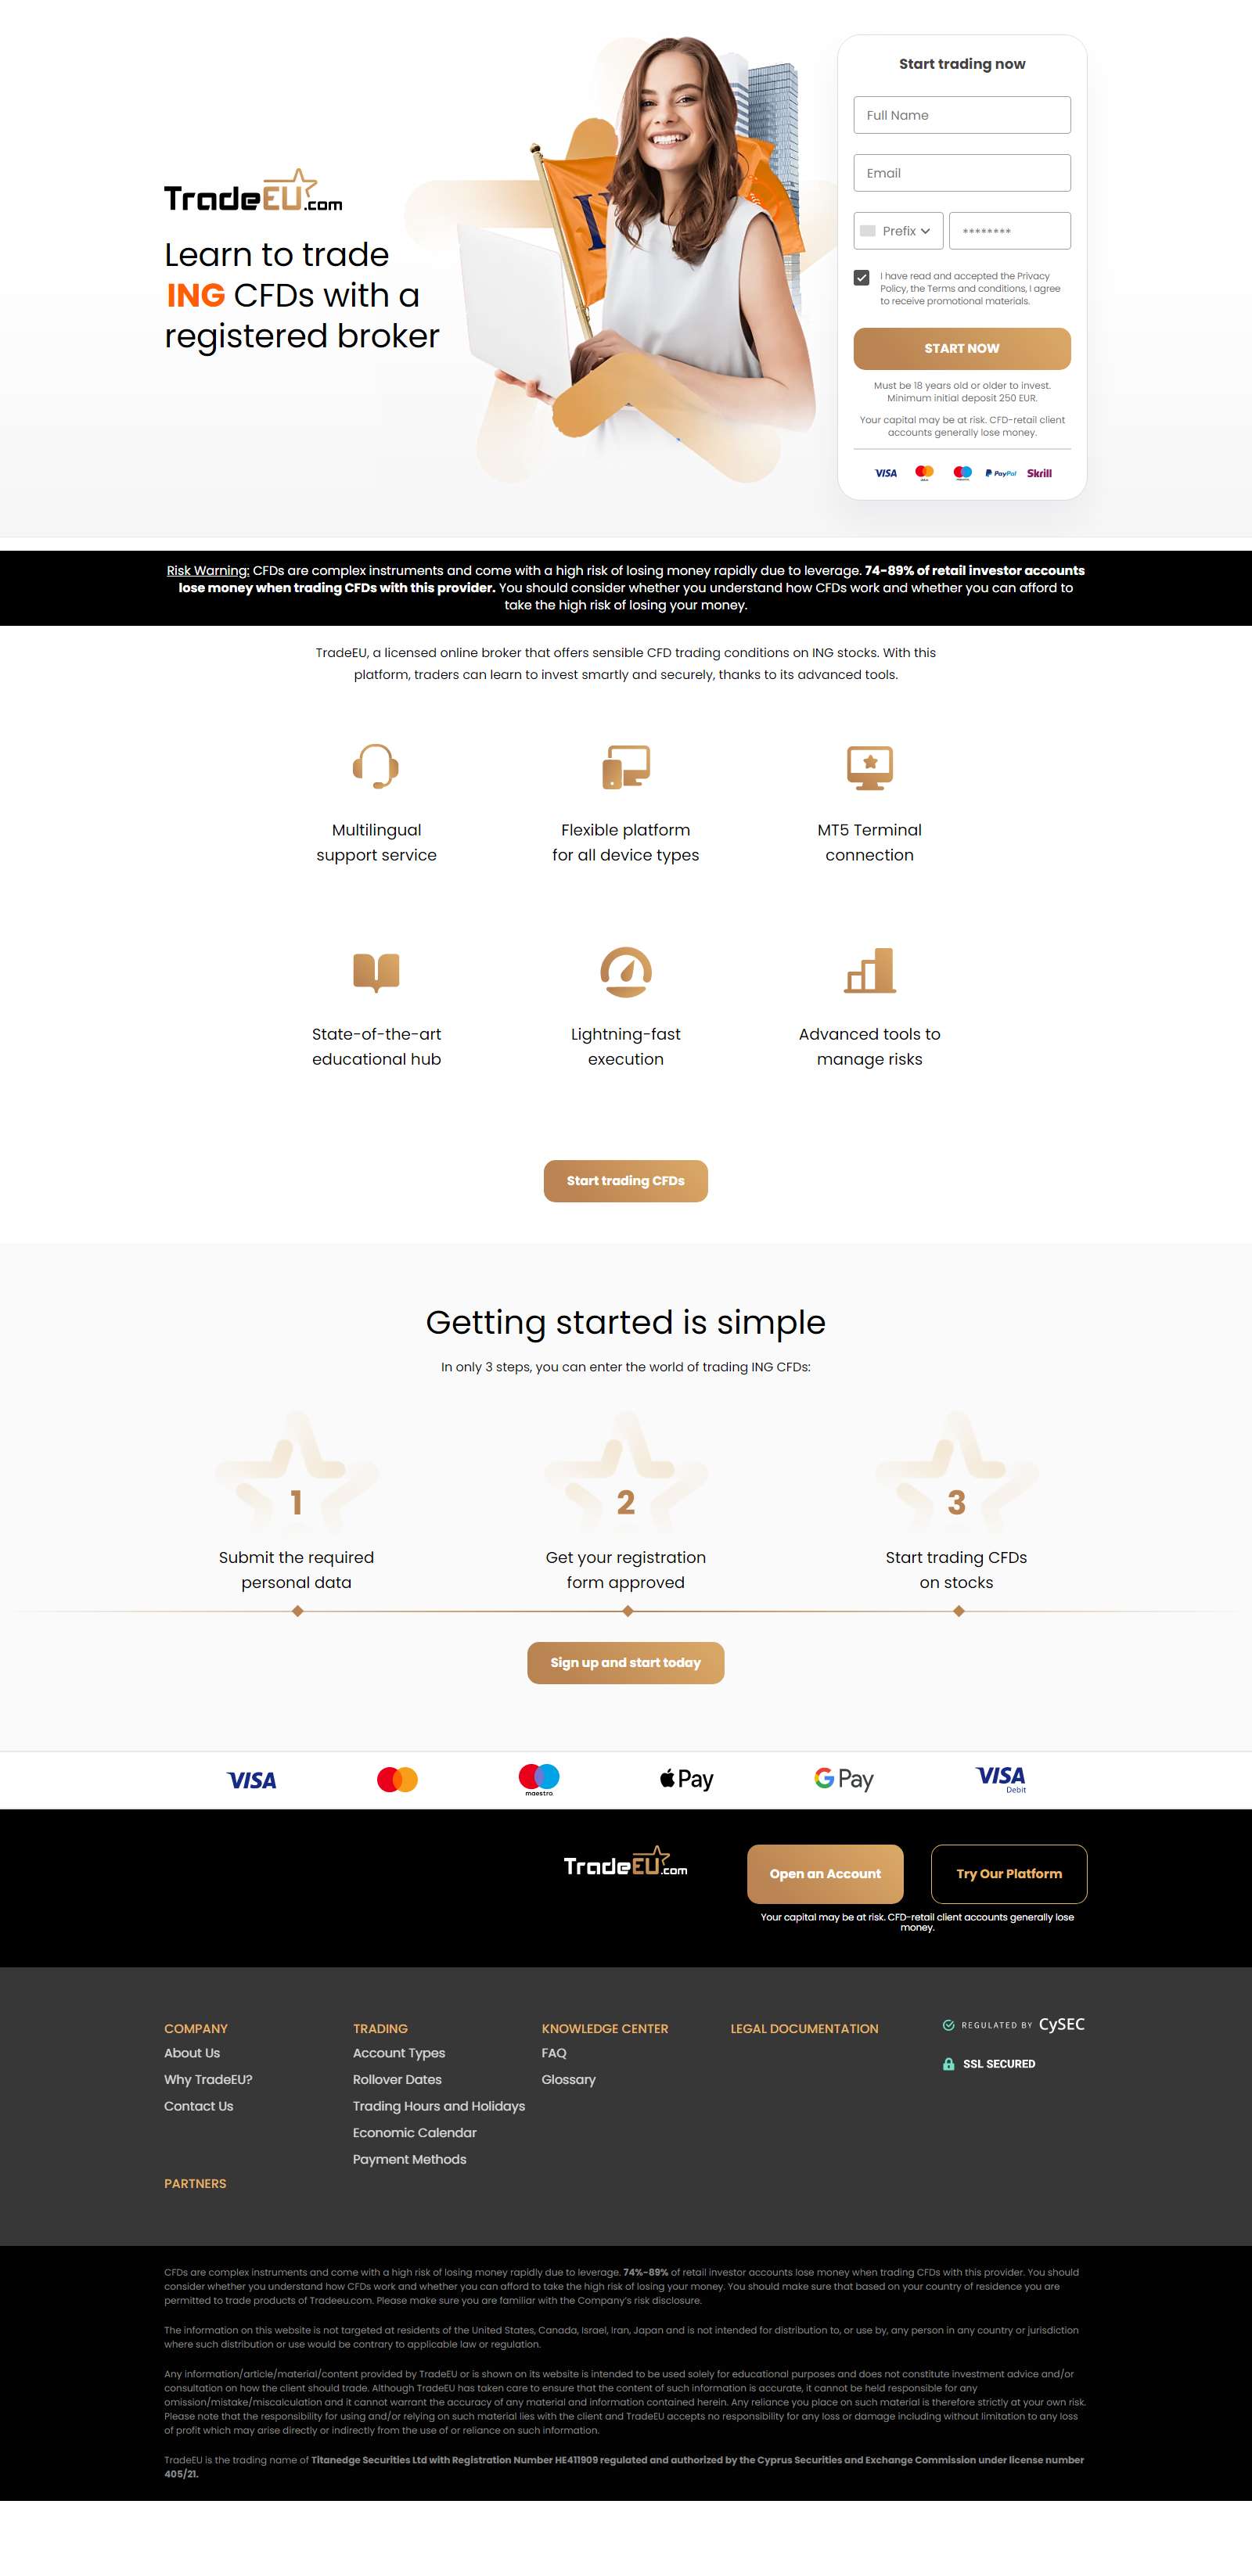 TradeEU.com
Learn to trade
ING CFDs with a
registered broker
Start trading now
Full Name
Email
Prefix
********
I have read and accepted the Privacy
Policy, the Terms and conditions, I agree
to receive promotional materials.
START NOW
Must be 18 years old or older to invest.
Minimum initial deposit 250 EUR.
Your capital may be at risk. CFD-retail client
accounts generally lose money.
VISA
PayPal
Skrill
Risk Warning: CFDs are complex instruments and come with a high risk of losing money rapidly due to leverage. 74-89% of retail investor accounts
lose money when trading CFDs with this provider. You should consider whether you understand how CFDs work and whether you can afford to
take the high risk of losing your money.
TradeEU, a licensed online broker that offers sensible CFD trading conditions on ING stocks. With this
platform, traders can learn to invest smartly and securely, thanks to its advanced tools.
Multilingual
support service
Flexible platform
for all device types
MT5 Terminal
connection
State-of-the-art
educational hub
Lightning-fast
execution
Advanced tools to
manage risks
Start trading CFDs
Getting started is simple
In only 3 steps, you can enter the world of trading ING CFDs:
1
2
3
Submit the required
personal data
Get your registration
form approved
Start trading CFDs
on stocks
Sign up and start today
VISA
maestro
Pay
G Pay
VISA
Debit
TradeEU.com
Open an Account
Try Our Platform
Your capital may be at risk. CFD-retail client accounts generally lose
money.
COMPANY
About Us
Why TradeEU?
Contact Us
PARTNERS
TRADING
Account Types
Rollover Dates
Trading Hours and Holidays
Economic Calendar
Payment Methods
KNOWLEDGE CENTER
FAQ
Glossary
LEGAL DOCUMENTATION
REGULATED BY CySEC
SSL SECURED
CFDs are complex instruments and come with a high risk of losing money rapidly due to leverage. 74%-89% of retail investor accounts lose money when trading CFDs with this provider. You should
consider whether you understand how CFDs work and whether you can afford to take the high risk of losing your money. You should make sure that based on your country of residence you are
permitted to trade products of Tradeeu.com. Please make sure you are familiar with the Company's risk disclosure.
The information on this website is not targeted at residents of the United States, Canada, Israel, Iran, Japan and is not intended for distribution to, or use by, any person in any country or jurisdiction
where such distribution or use would be contrary to applicable law or regulation.
Any information/article/material/content provided by TradeEU or is shown on its website is intended to be used solely for educational purposes and does not constitute investment advice and/or
consultation on how the client should trade. Although TradeEU has taken care to ensure that the content of such information is accurate, it cannot be held responsible for any
omission/mistake/miscalculation and it cannot warrant the accuracy of any material and information contained herein. Any reliance you place on such material is therefore strictly at your own risk.
Please note that the responsibility for using and/or relying on such material lies with the client and TradeEU accepts no responsibility for any loss or damage including without limitation to any loss
of profit which may arise directly or indirectly from the use of or reliance on such information.
TradeEU is the trading name of Titanedge Securities Ltd with Registration Number HE411909 regulated and authorized by the Cyprus Securities and Exchange Commission under license number
405/21.